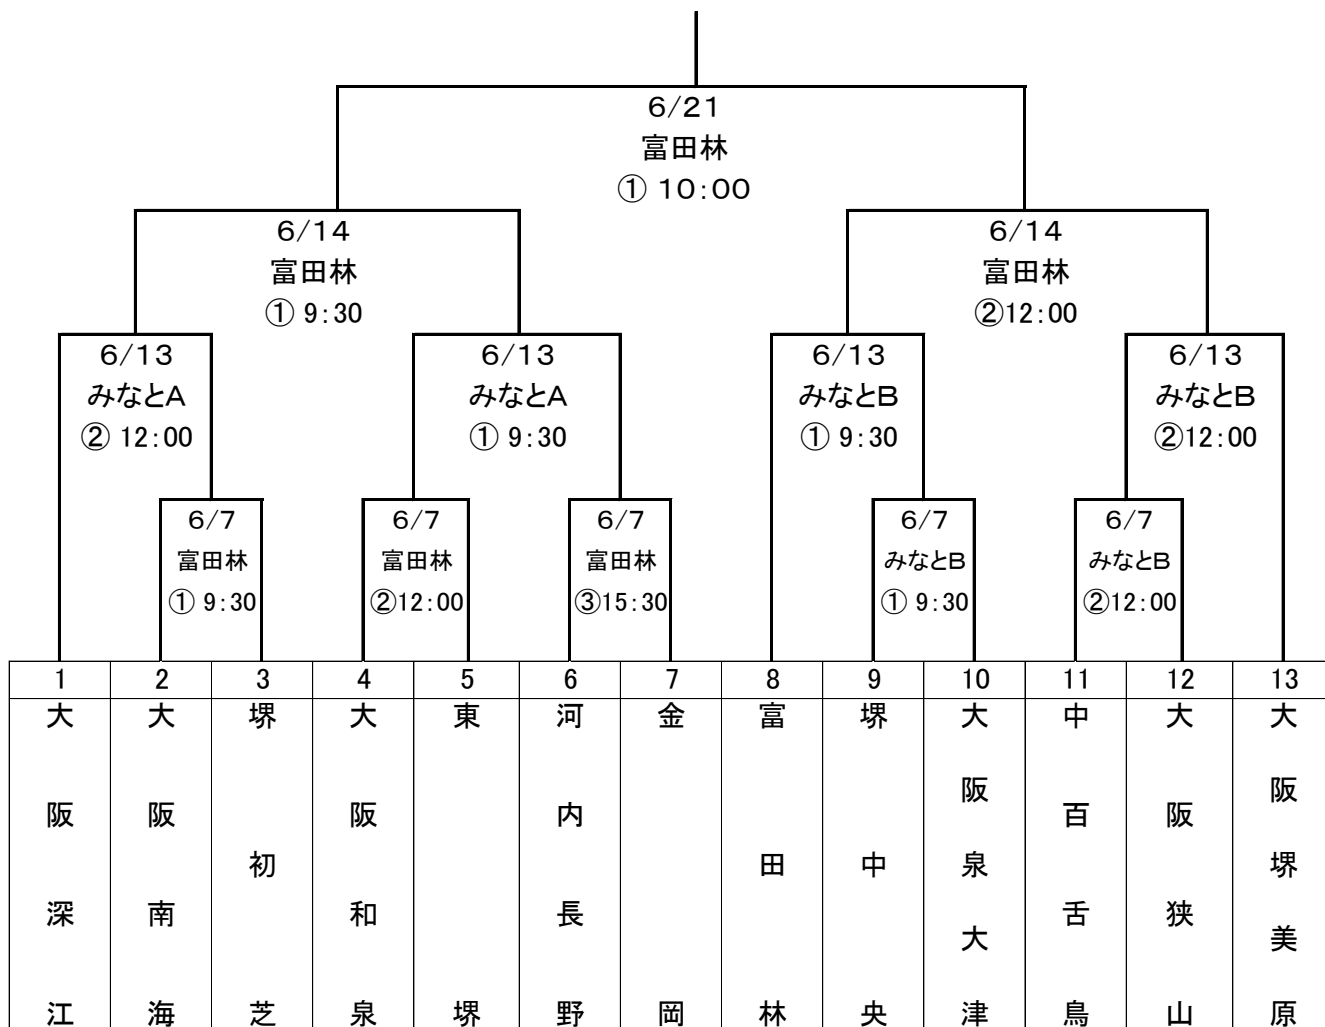 6/21
富田林
① 10:00
6/14
富田林
① 9:30
6/14
富田林
②12:00
6/13
みなとA
② 12:00
6/13
みなとA
① 9:30
6/13
みなとB
① 9:30
6/13
みなとB
②12:00
6/7
富田林
① 9:30
6/7
富田林
②12:00
6/7
富田林
③15:30
6/7
みなとB
① 9:30
6/7
みなとB
②12:00
1 2 3 4 5 6 7 8 9 10 11 12 13
大阪深江
大阪南海
堺初芝
大阪和泉
東堺
河内長野
金岡
富田林
堺中央
大阪泉大津
中百舌鳥
大阪狭山
大阪堺美原